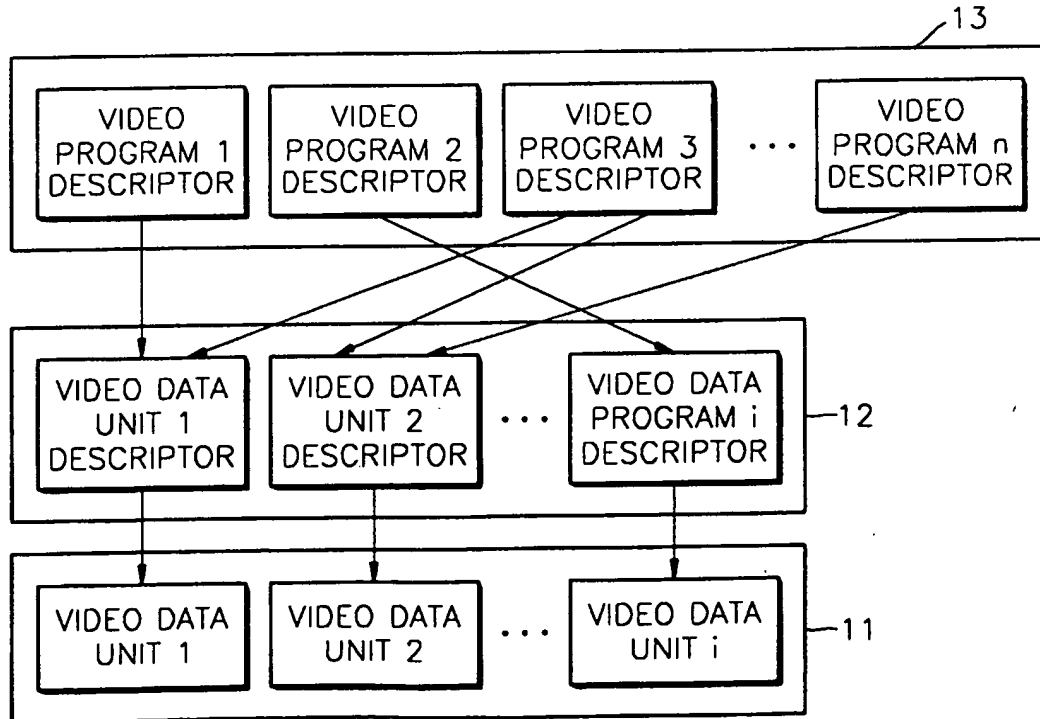 13
VIDEO
PROGRAM 1
DESCRIPTOR
VIDEO
PROGRAM 2
DESCRIPTOR
VIDEO
PROGRAM 3
DESCRIPTOR
...
VIDEO
PROGRAM n
DESCRIPTOR
VIDEO DATA
UNIT 1
DESCRIPTOR
VIDEO DATA
UNIT 2
DESCRIPTOR
...
VIDEO DATA
PROGRAM i
DESCRIPTOR
12
VIDEO DATA
UNIT 1
VIDEO DATA
UNIT 2
...
VIDEO DATA
UNIT i
11